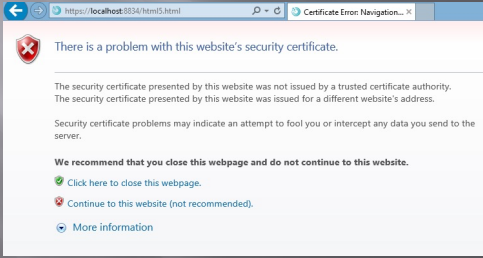 https://localhost:8834/html5.html
Certificate Error: Navigation...
There is a problem with this website's security certificate.
The security certificate presented by this website was not issued by a trusted certificate authority.
The security certificate presented by this website was issued for a different website's address.
Security certificate problems may indicate an attempt to fool you or intercept any data you send to the
server.
We recommend that you close this webpage and do not continue to this website.
Click here to close this webpage.
Continue to this website (not recommended).
More information